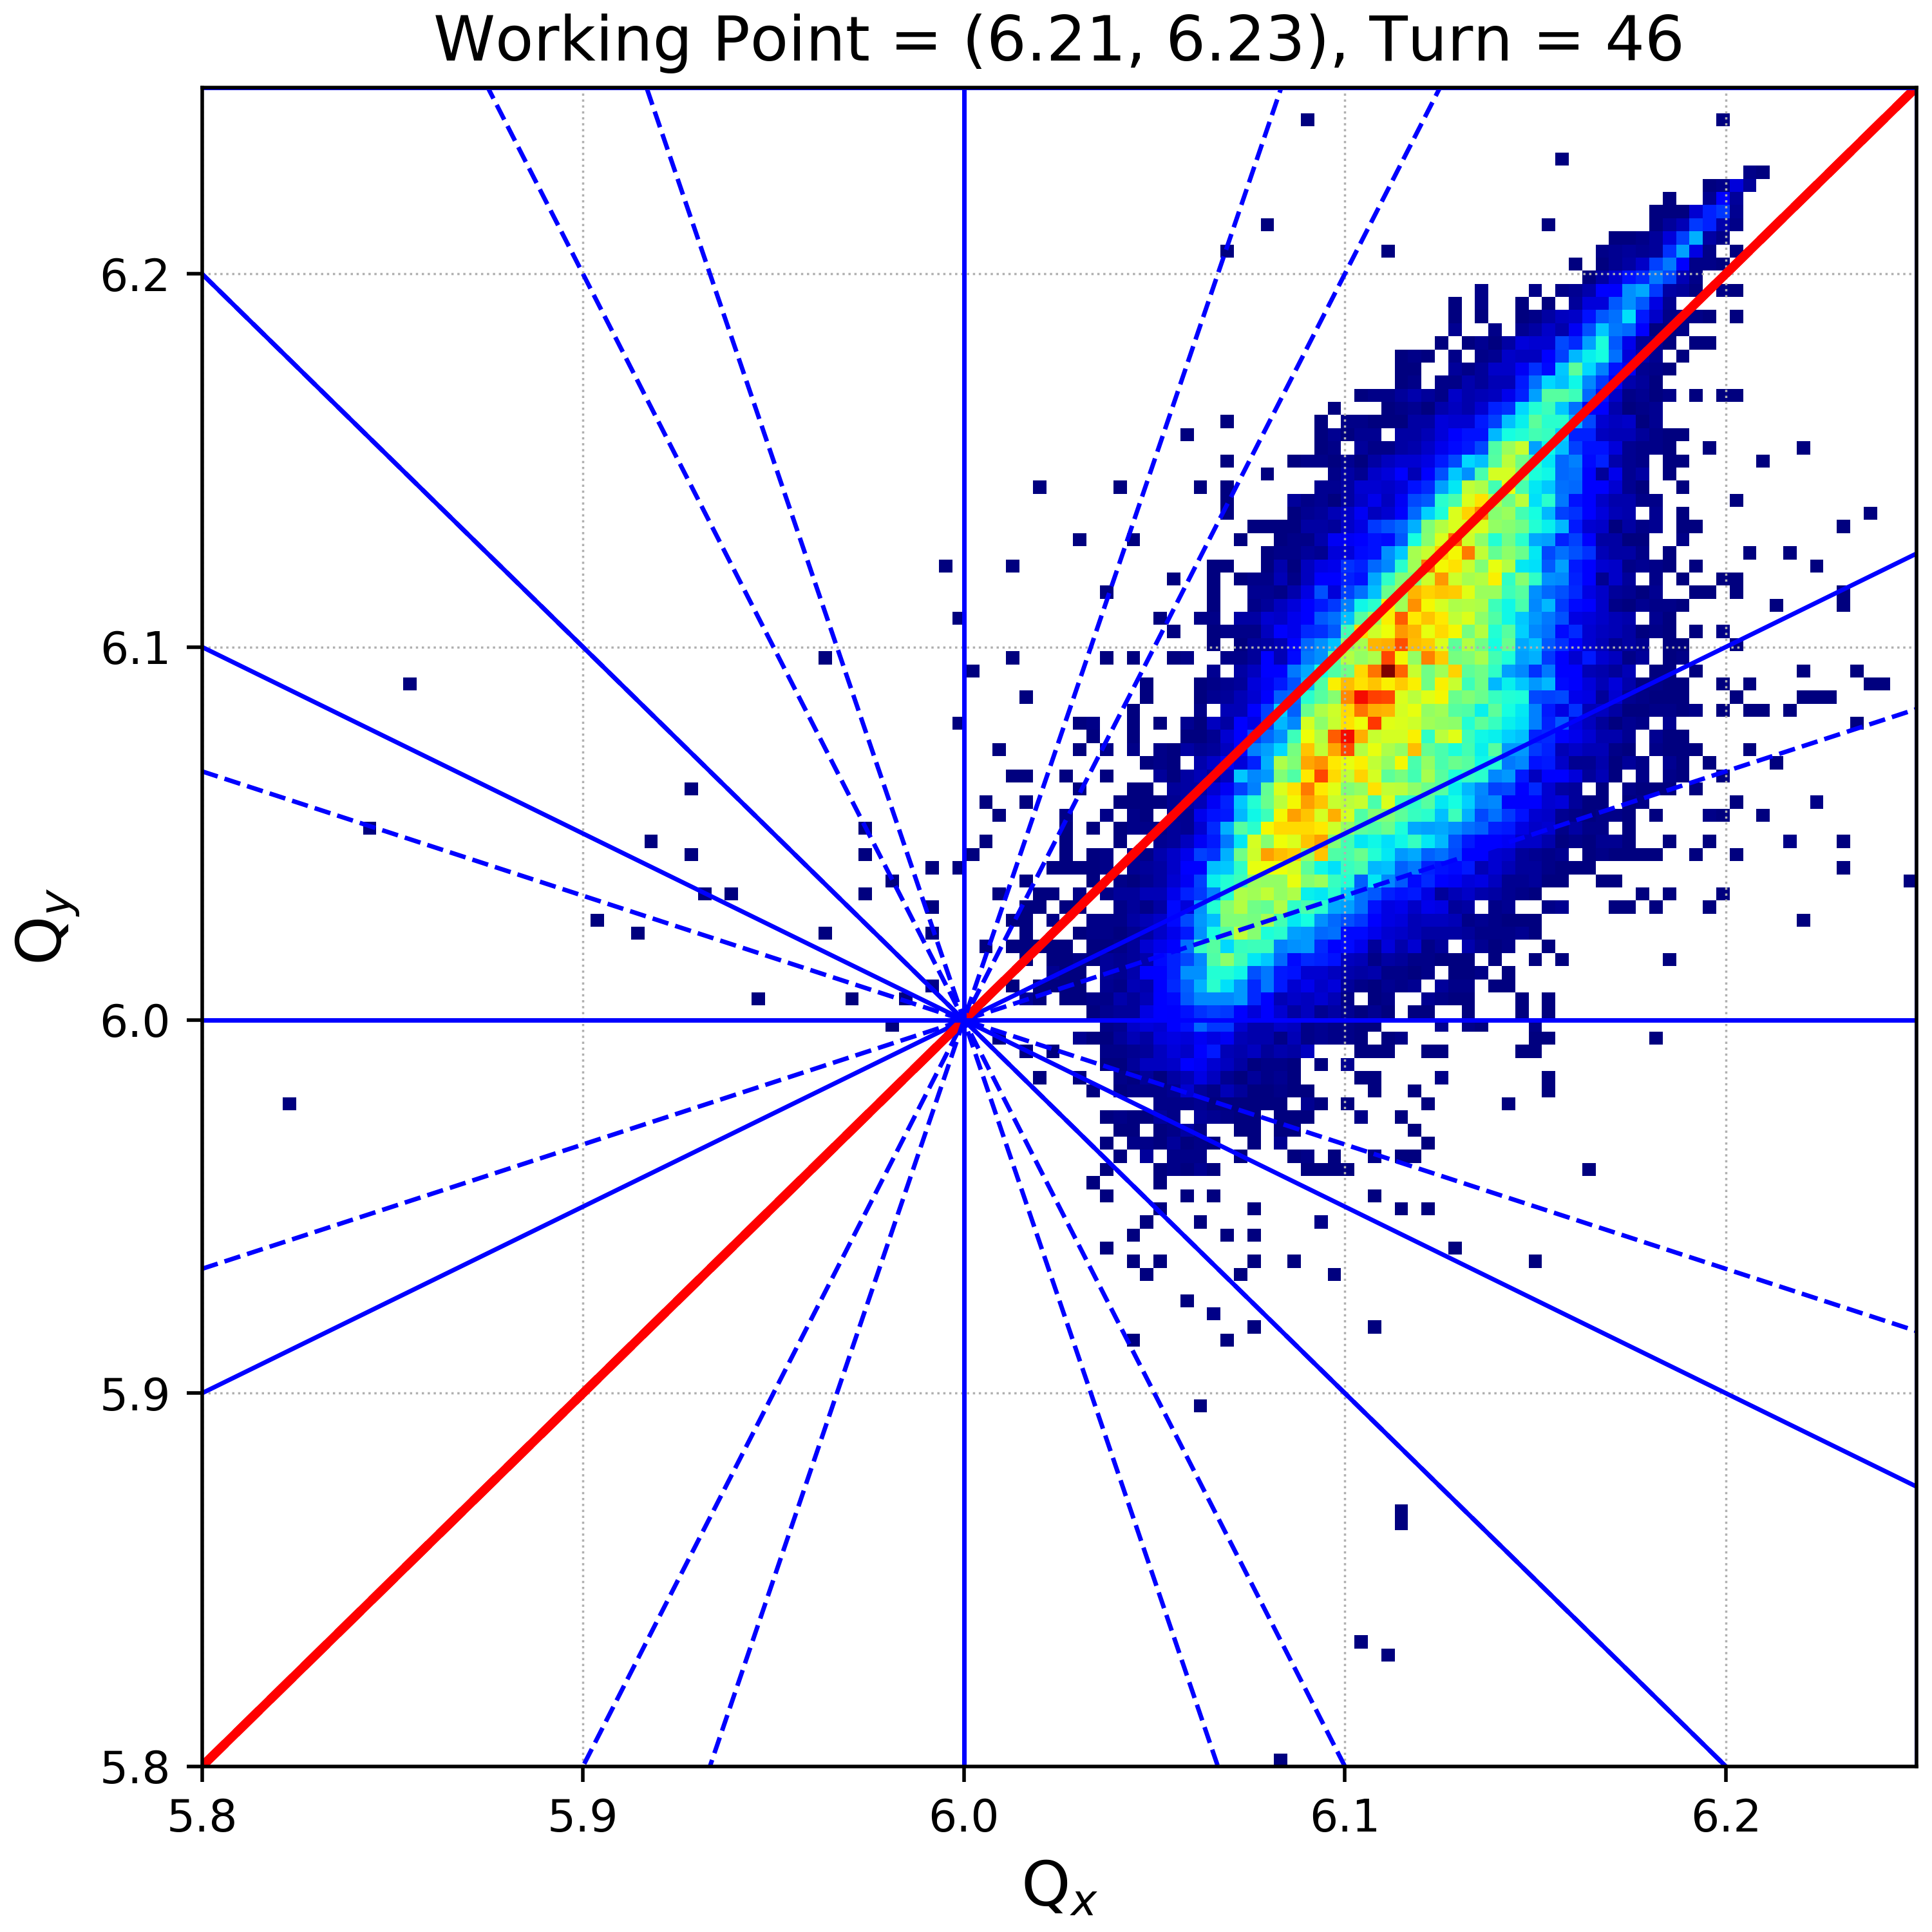 Working Point = (6.21, 6.23), Turn = 46
6.2
6.1
6.0
5.9
5.8
Qy
5.8 5.9 6.0 6.1 6.2
Qx